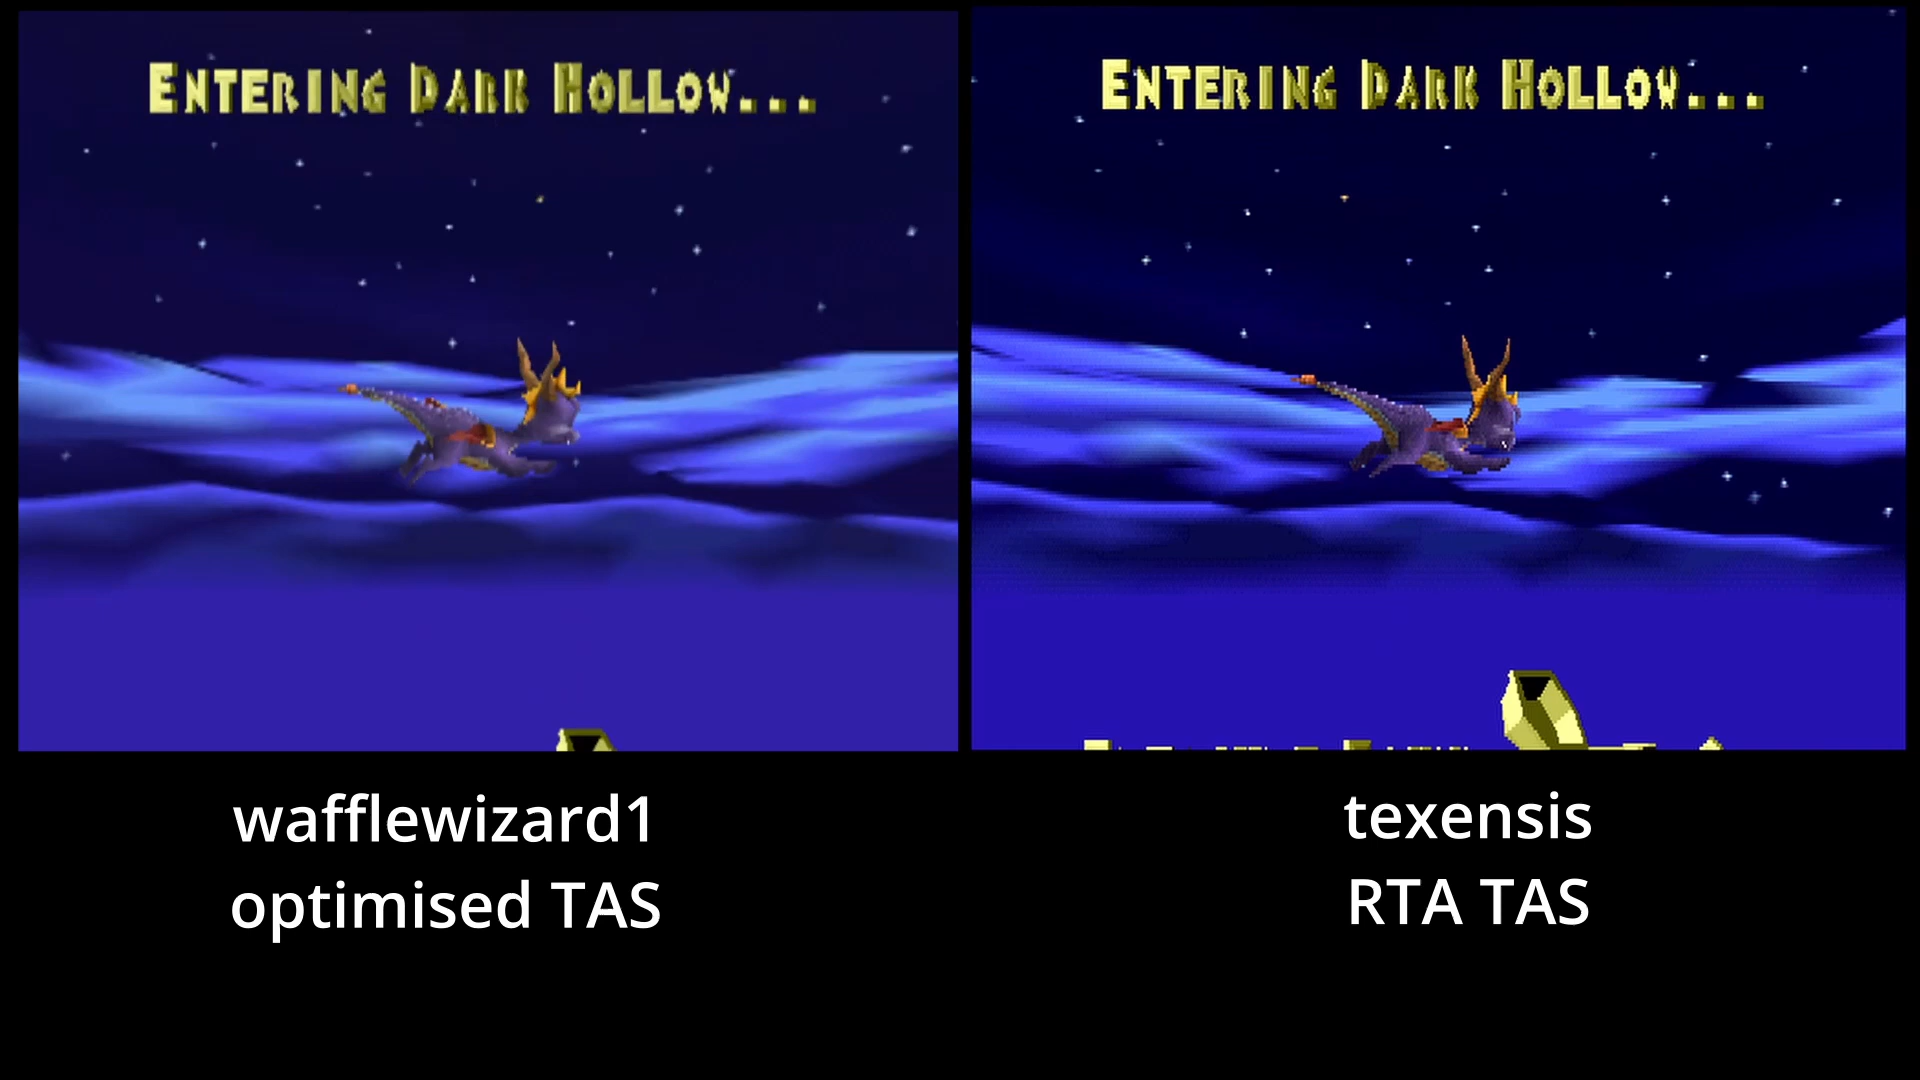 ENTERING DARK HOLLOW...
ENTERING DARK HOLLOW...
wafflewizard1
optimised TAS
texensis
RTA TAS